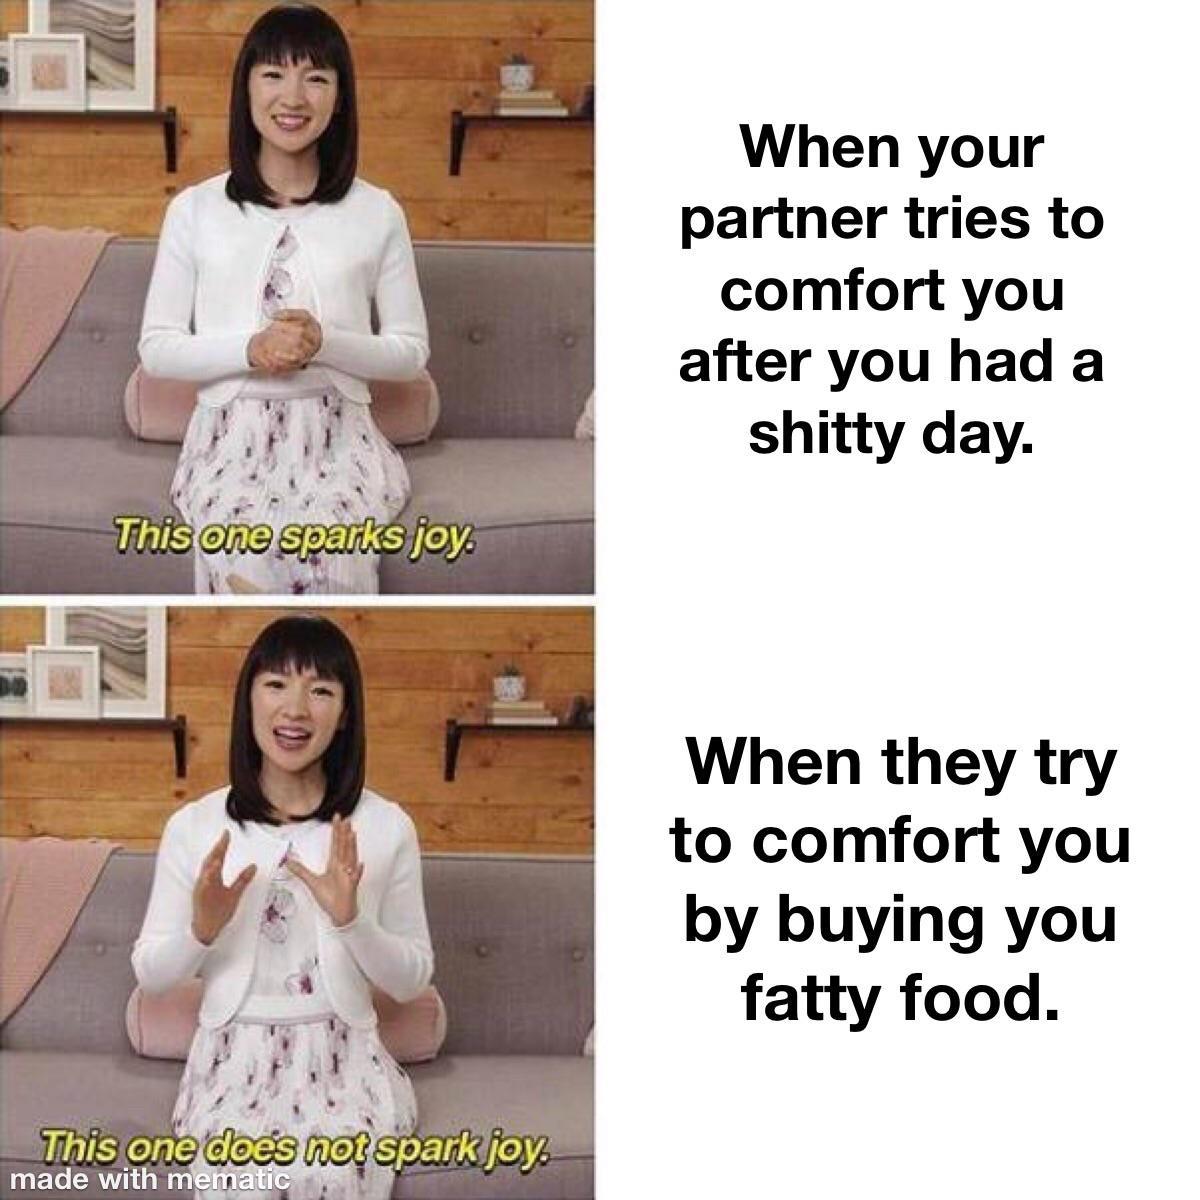 When your
partner tries to
comfort you
after you had a
shitty day.
This one sparks joy.
When they try
to comfort you
by buying you
fatty food.
This one does not spark joy.
made with mematic